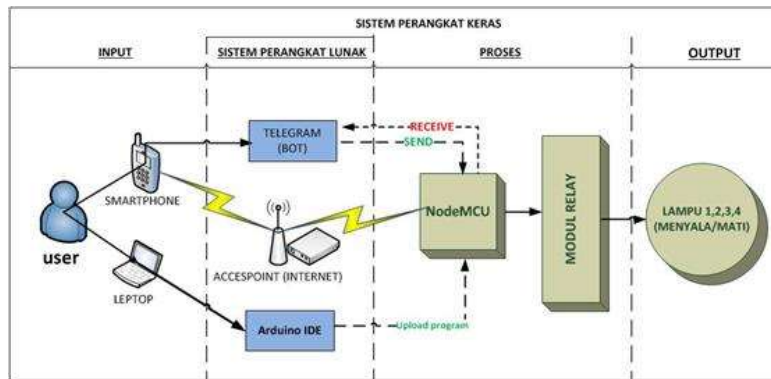 SISTEM PERANGKAT KERAS
INPUT
SISTEM PERANGKAT LUNAK
PROSES
OUTPUT
TELEGRAM
(BOT)
RECEIVE
SEND
SMARTPHONE
NodeMCU
MODUL RELAY
LAMPU 1,2,3,4
(MENYALA/MATI)
user
ACCESPOINT (INTERNET)
LEPTOP
Arduino IDE
Upload program